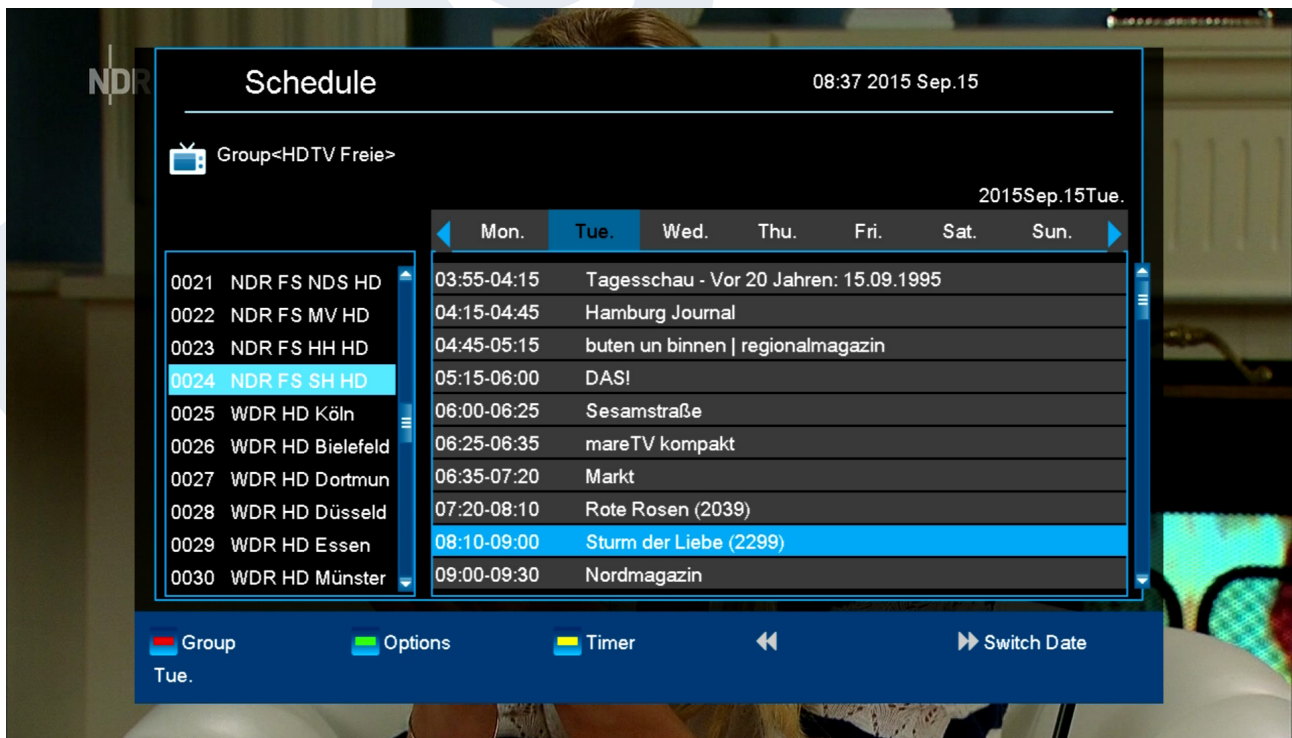 NDR
Schedule 08:37 2015 Sep.15
Group<HDTV Freie>
2015Sep.15Tue.
Mon. Tue. Wed. Thu. Fri. Sat. Sun.
0021 NDR FS NDS HD
0022 NDR FS MV HD
0023 NDR FS HH HD
0024 NDR FS SH HD
0025 WDR HD Köln
0026 WDR HD Bielefeld
0027 WDR HD Dortmun
0028 WDR HD Düsseld
0029 WDR HD Essen
0030 WDR HD Münster
03:55-04:15 Tagesschau - Vor 20 Jahren: 15.09.1995
04:15-04:45 Hamburg Journal
04:45-05:15 buten un binnen | regionalmagazin
05:15-06:00 DAS!
06:00-06:25 Sesamstraße
06:25-06:35 mareTV kompakt
06:35-07:20 Markt
07:20-08:10 Rote Rosen (2039)
08:10-09:00 Sturm der Liebe (2299)
09:00-09:30 Nordmagazin
Group Options Timer Switch Date
Tue.